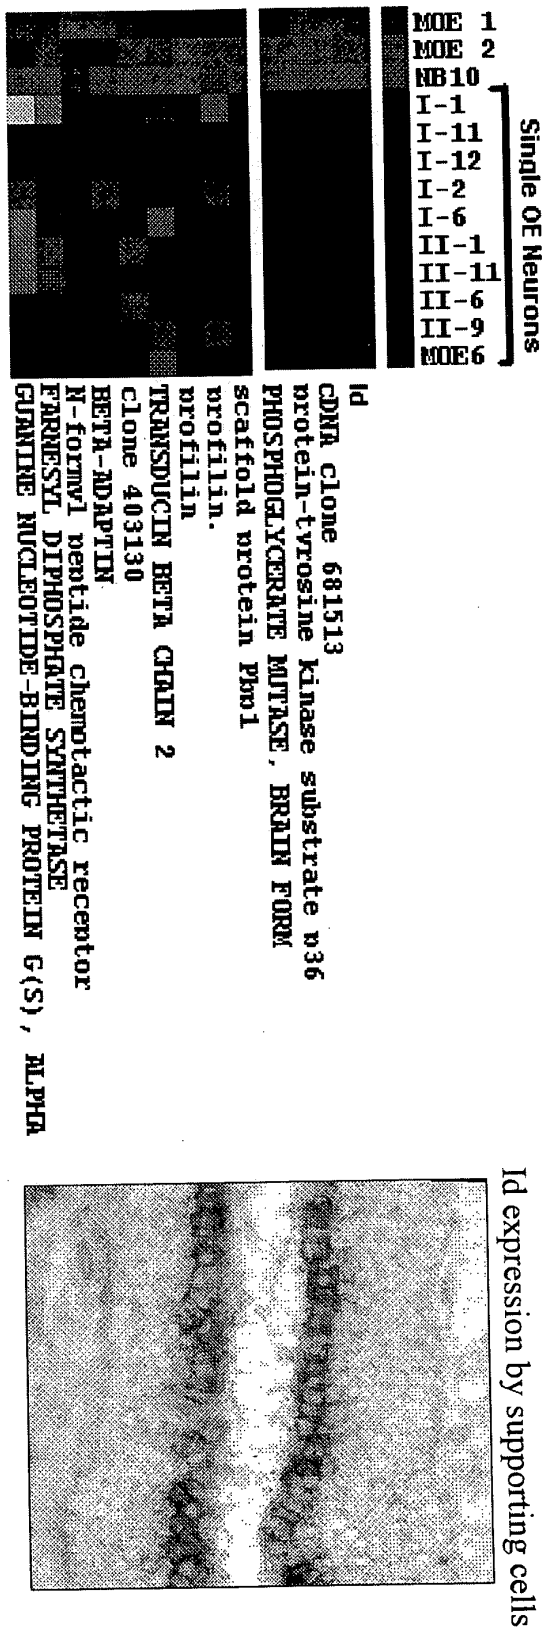 MOE 1
MOE 2
NB10
I-1
I-11
I-12
I-2
I-6
II-1
II-11
II-6
II-9
MOE6
Single OE Neurons
Id
cDNA clone 681513
protein-tyrosine kinase substrate p36
PHOSPHOGLYCERATE MUTASE, BRAIN FORM
scaffold protein Pbp1
profilin.
profilin
TRANSDUCIN BETA CHAIN 2
clone 403130
BETA-ADAPTIN
N-formyl peptide chemotactic receptor
FARNESYL DIPHOSPHATE SYNTHETASE
GUANINE NUCLEOTIDE-BINDING PROTEIN G(S), ALPHA
Id expression by supporting cells